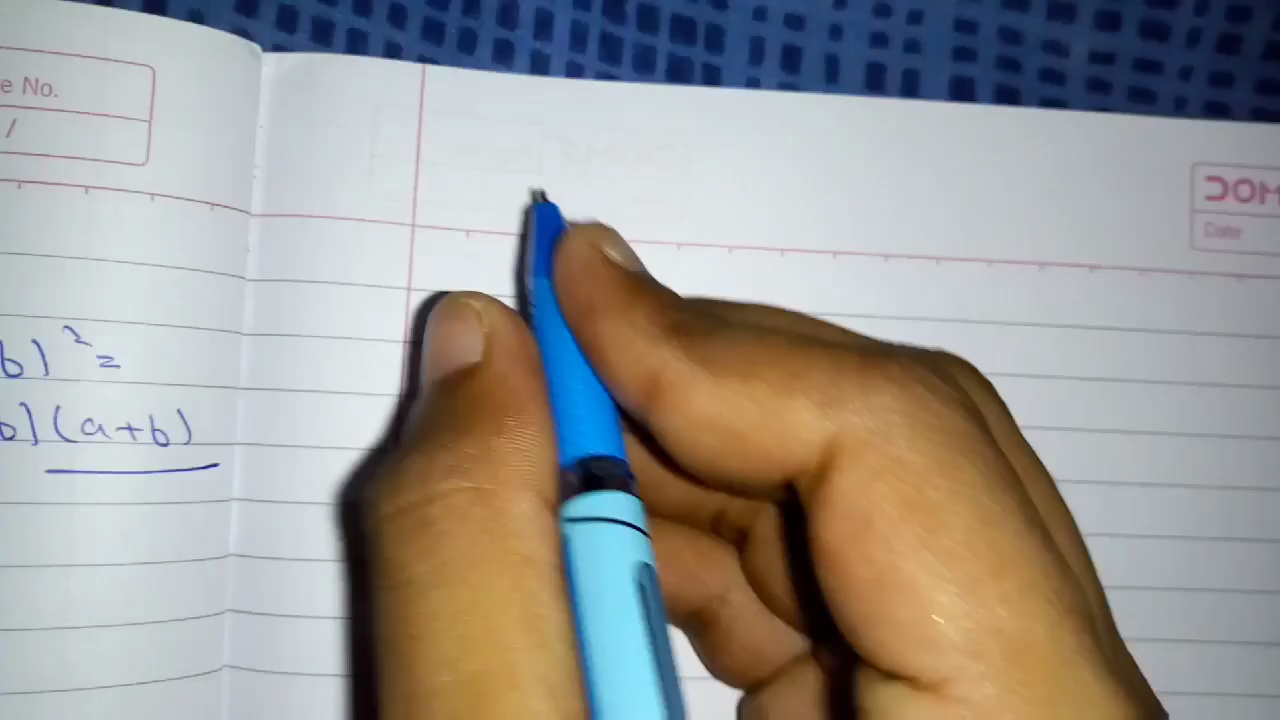 e No.
/
b)² =
b) (a+b)
DOM
Date